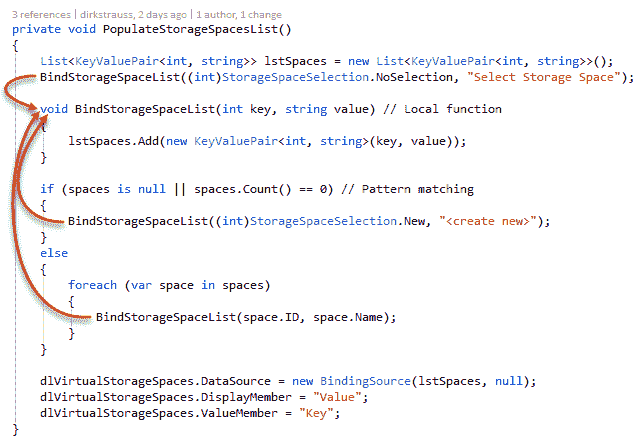 3 references | dirkstrauss, 2 days ago | 1 author, 1 change
private void PopulateStorageSpacesList()
{
    List<KeyValuePair<int, string>> lstSpaces = new List<KeyValuePair<int, string>>();
    BindStorageSpaceList((int)StorageSpaceSelection.NoSelection, "Select Storage Space");

    void BindStorageSpaceList(int key, string value) // Local function
    {
        lstSpaces.Add(new KeyValuePair<int, string>(key, value));
    }

    if (spaces is null || spaces.Count() == 0) // Pattern matching
    {
        BindStorageSpaceList((int)StorageSpaceSelection.New, "<create new>");
    }
    else
    {
        foreach (var space in spaces)
        {
            BindStorageSpaceList(space.ID, space.Name);
        }
    }

    dlVirtualStorageSpaces.DataSource = new BindingSource(lstSpaces, null);
    dlVirtualStorageSpaces.DisplayMember = "Value";
    dlVirtualStorageSpaces.ValueMember = "Key";
}